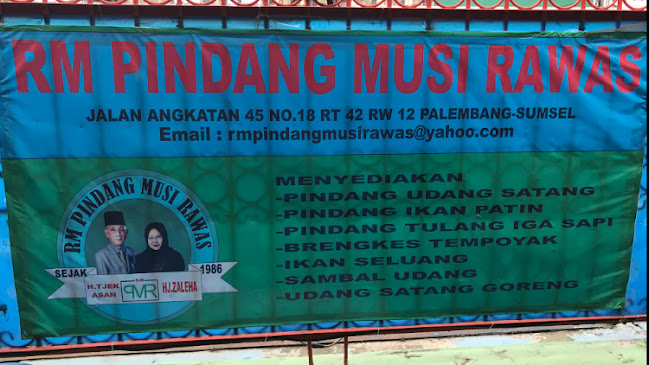 RM PINDANG MUSI RAWAS
JALAN ANGKATAN 45 NO.18 RT 42 RW 12 PALEMBANG-SUMSEL
Email : rmpindangmusirawas@yahoo.com
RM PINDANG MUSI RAWAS
SEJAK 1986
H.TJEK ASAN
PMR
HJ.ZALEHA
MENYEDIAKAN
-PINDANG UDANG SATANG
-PINDANG IKAN PATIN
-PINDANG TULANG IGA SAPI
-BRENGKES TEMPOYAK
-IKAN SELUANG
-SAMBAL UDANG
-UDANG SATANG GORENG